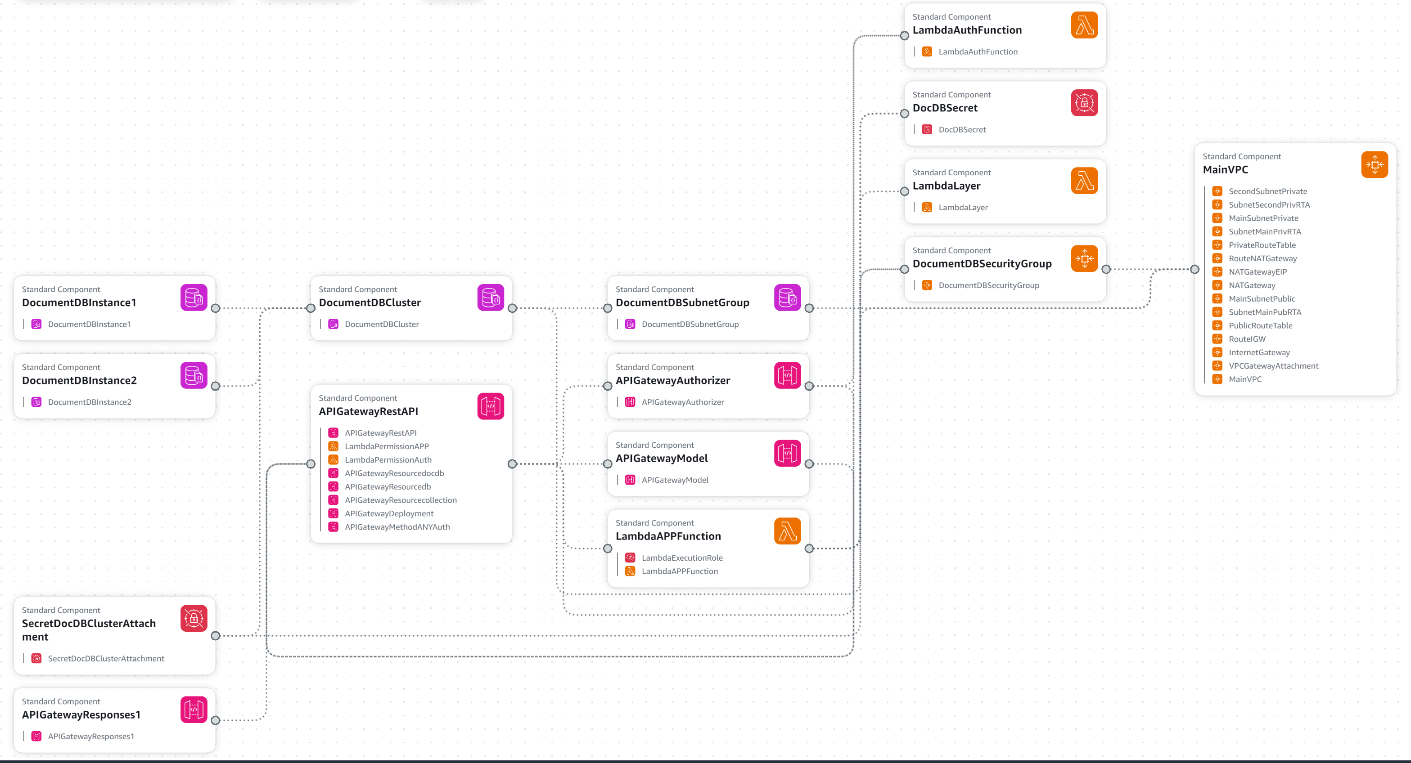 Standard Component
LambdaAuthFunction
LambdaAuthFunction
Standard Component
DocDBSecret
DocDBSecret
Standard Component
LambdaLayer
LambdaLayer
Standard Component
DocumentDBSecurityGroup
DocumentDBSecurityGroup
Standard Component
MainVPC
SecondSubnetPrivate
SubnetSecondPrivRTA
MainSubnetPrivate
SubnetMainPrivRTA
PrivateRouteTable
RouteNATGateway
NATGatewayEIP
NATGateway
MainSubnetPublic
SubnetMainPubRTA
PublicRouteTable
RouteIGW
InternetGateway
VPCGatewayAttachment
MainVPC
Standard Component
DocumentDBInstance1
DocumentDBInstance1
Standard Component
DocumentDBCluster
DocumentDBCluster
Standard Component
DocumentDBSubnetGroup
DocumentDBSubnetGroup
Standard Component
DocumentDBInstance2
DocumentDBInstance2
Standard Component
APIGatewayRestAPI
APIGatewayRestAPI
LambdaPermissionAPP
LambdaPermissionAuth
APIGatewayResourcedocdb
APIGatewayResourcedb
APIGatewayResourcecollection
APIGatewayDeployment
APIGatewayMethodANYAuth
Standard Component
APIGatewayAuthorizer
APIGatewayAuthorizer
Standard Component
APIGatewayModel
APIGatewayModel
Standard Component
LambdaAPPFunction
LambdaExecutionRole
LambdaAPPFunction
Standard Component
SecretDocDBClusterAttach
ment
SecretDocDBClusterAttachment
Standard Component
APIGatewayResponses1
APIGatewayResponses1